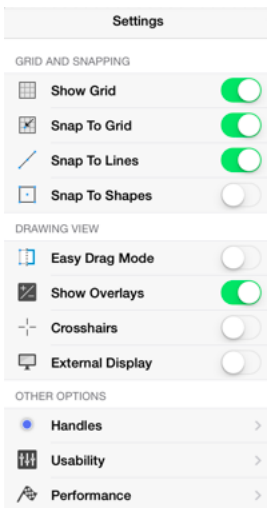 Settings
GRID AND SNAPPING
Show Grid
Snap To Grid
Snap To Lines
Snap To Shapes
DRAWING VIEW
Easy Drag Mode
Show Overlays
Crosshairs
External Display
OTHER OPTIONS
Handles
Usability
Performance